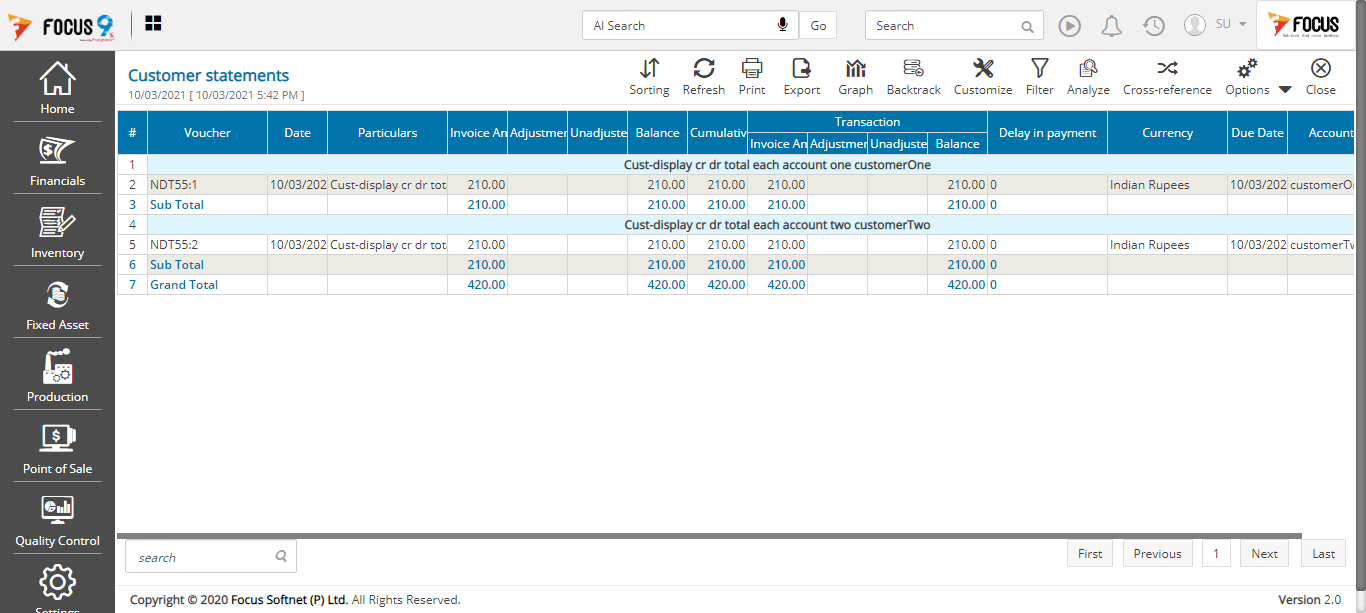 FOCUS 9
AI Search
Go
Search
SU
FOCUS
Home
Financials
Inventory
Fixed Asset
Production
Point of Sale
Quality Control
Settings
Customer statements
10/03/2021 [ 10/03/2021 5:42 PM ]
Sorting Refresh Print Export Graph Backtrack Customize Filter Analyze Cross-reference Options Close
# Voucher Date Particulars Invoice An Adjustmer Unadjuste Balance Cumulativ Transaction Delay in payment Currency Due Date Account
Invoice An Adjustmer Unadjuste Balance
1 Cust-display cr dr total each account one customerOne
2 NDT55:1 10/03/202 Cust-display cr dr tot 210.00 210.00 210.00 210.00 210.00 0 Indian Rupees 10/03/202 customerO
3 Sub Total 210.00 210.00 210.00 210.00 210.00 0
4 Cust-display cr dr total each account two customerTwo
5 NDT55:2 10/03/202 Cust-display cr dr tot 210.00 210.00 210.00 210.00 210.00 0 Indian Rupees 10/03/202 customerTw
6 Sub Total 210.00 210.00 210.00 210.00 210.00 0
7 Grand Total 420.00 420.00 420.00 420.00 420.00 0
search
First Previous 1 Next Last
Copyright © 2020 Focus Softnet (P) Ltd. All Rights Reserved.
Version 2.0